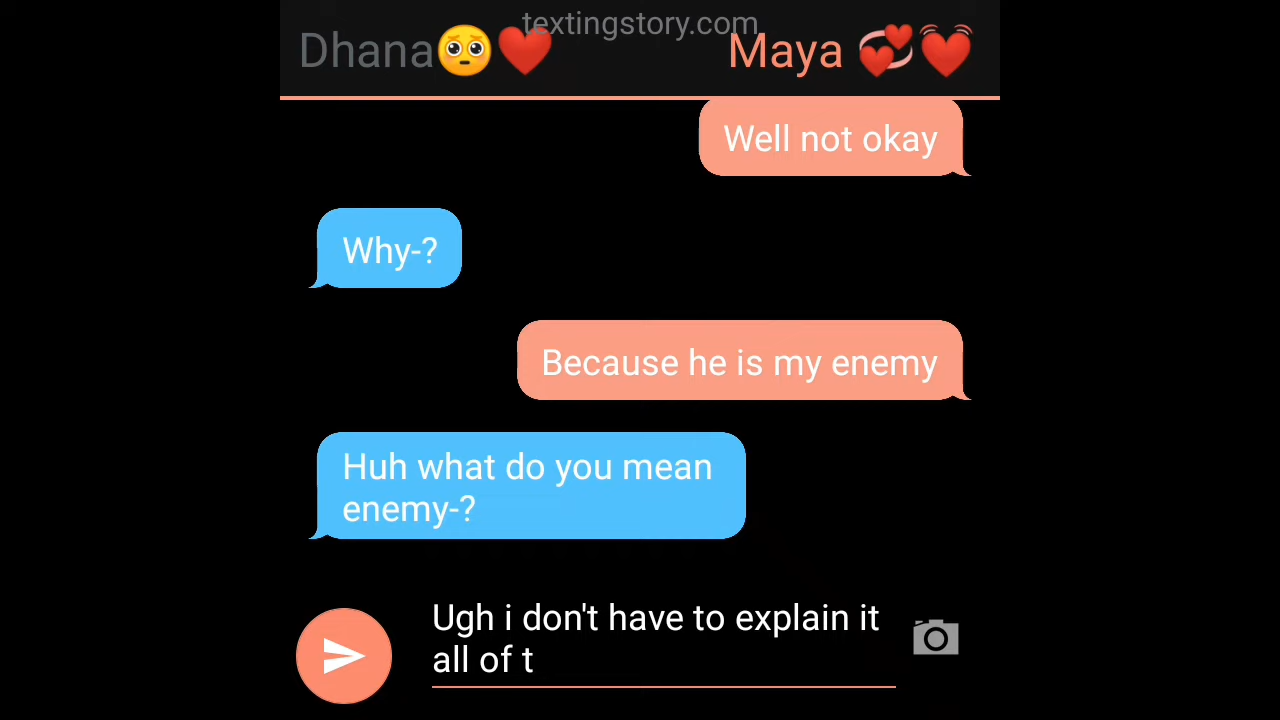 textingstory.com
Dhana🥺❤️
Maya 💞💓
Well not okay
Why-?
Because he is my enemy
Huh what do you mean
enemy-?
Ugh i don't have to explain it
all of t